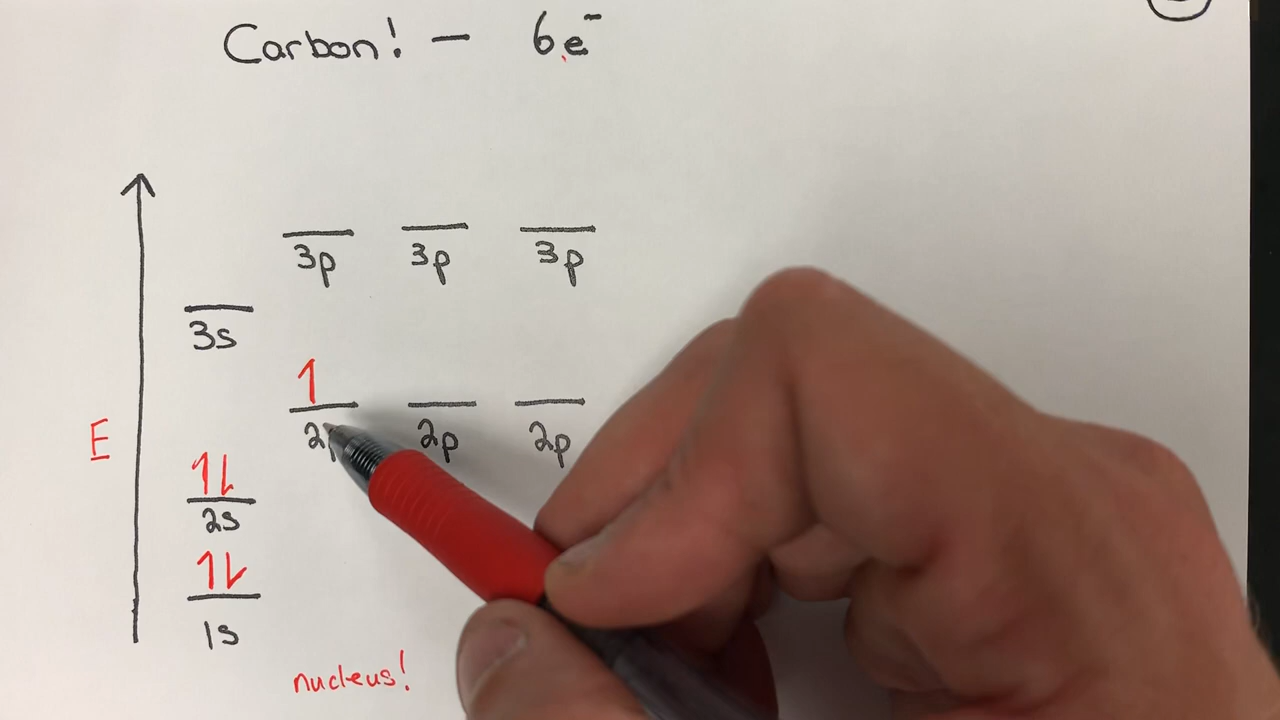 Carbon! - 6e⁻
3p 3p 3p
3s
2p 2p
E
2s
1s
nucleus!